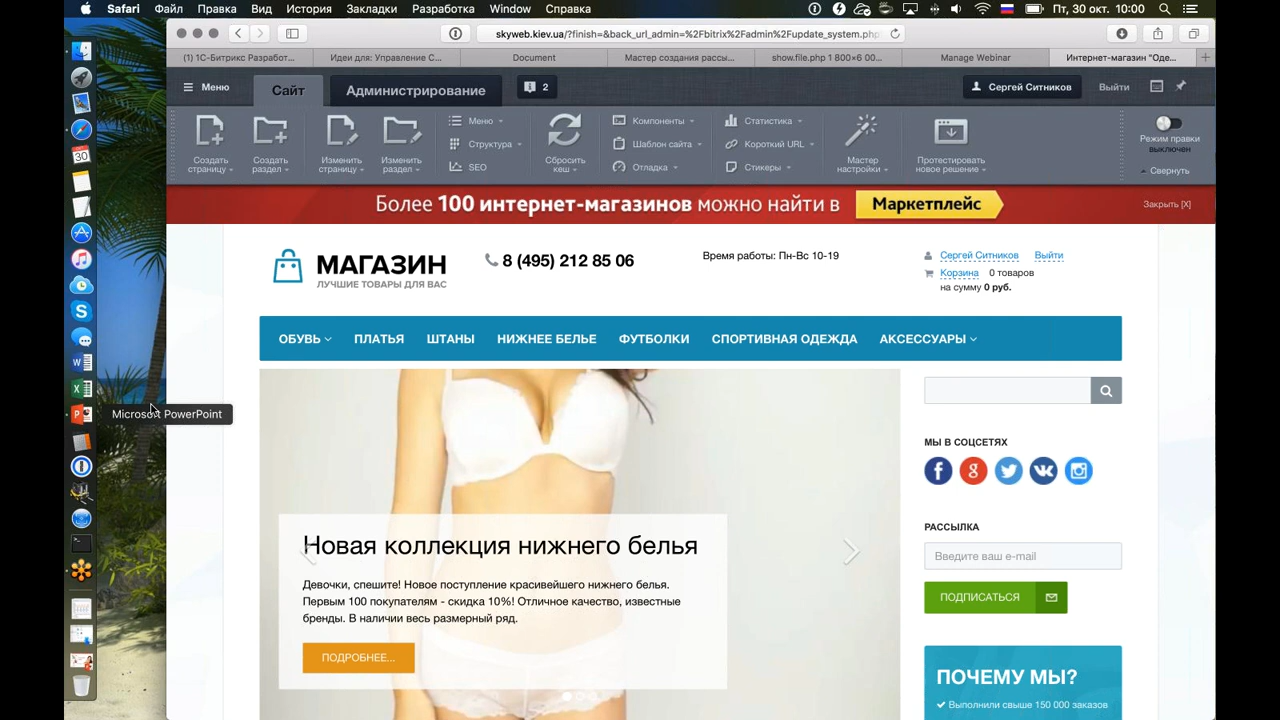 Safari Файл Правка Вид История Закладки Разработка Window Справка
Пт, 30 окт. 10:00
skyweb.kiev.ua/?finish=&back_url_admin=%2Fbitrix%2Fadmin%2Fupdate_system.php
(1) 1С-Битрикс Разработ...
Идеи для: Управление С...
Document
Мастер создания рассы...
show.file.php 1 800×6 00...
Manage Webinar
Интернет-магазин "Оде...
Меню
Сайт
Администрирование
2
Сергей Ситников
Выйти
Создать страницу
Создать раздел
Изменить страницу
Изменить раздел
Меню
Структура
SEO
Сбросить кеш
Компоненты
Шаблон сайта
Отладка
Статистика
Короткий URL
Стикеры
Мастер настройки
Протестировать новое решение
Режим правки
выключен
Свернуть
Более 100 интернет-магазинов можно найти в
Маркетплейс
Закрыть [X]
МАГАЗИН
ЛУЧШИЕ ТОВАРЫ ДЛЯ ВАС
8 (495) 212 85 06
Время работы: Пн-Вс 10-19
Сергей Ситников Выйти
Корзина 0 товаров
на сумму 0 руб.
ОБУВЬ ПЛАТЬЯ ШТАНЫ НИЖНЕЕ БЕЛЬЕ ФУТБОЛКИ СПОРТИВНАЯ ОДЕЖДА АКСЕССУАРЫ
Microsoft PowerPoint
Новая коллекция нижнего белья
Девочки, спешите! Новое поступление красивейшего нижнего белья.
Первым 100 покупателям - скидка 10%! Отличное качество, известные
бренды. В наличии весь размерный ряд.
ПОДРОБНЕЕ...
МЫ В СОЦСЕТЯХ
РАССЫЛКА
Введите ваш e-mail
ПОДПИСАТЬСЯ
ПОЧЕМУ МЫ?
Выполнили свыше 150 000 заказов